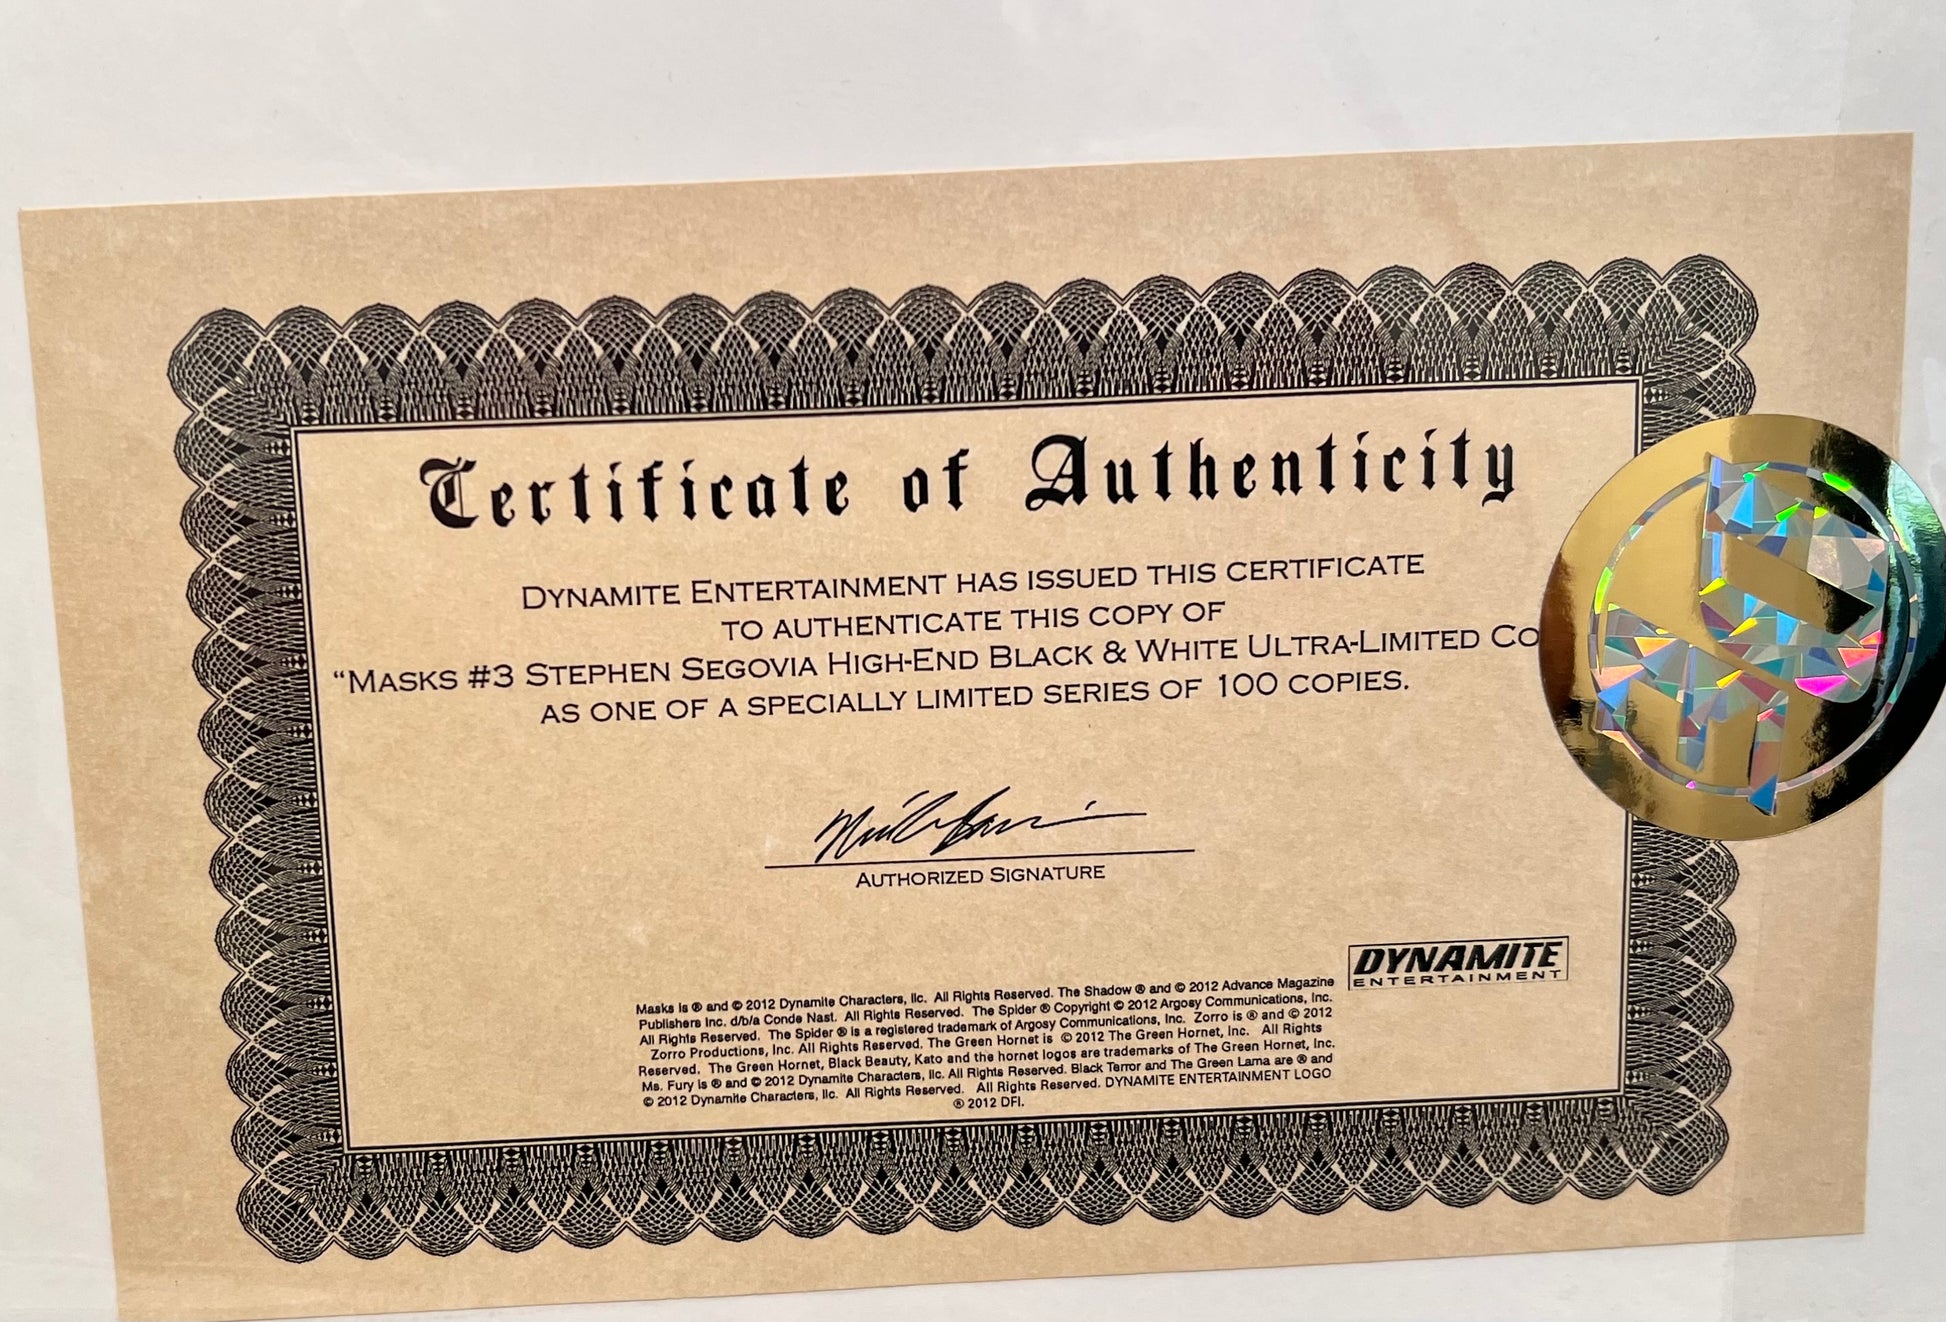 Certificate of Authenticity
DYNAMITE ENTERTAINMENT HAS ISSUED THIS CERTIFICATE
TO AUTHENTICATE THIS COPY OF
“MASKS #3 STEPHEN SEGOVIA HIGH-END BLACK & WHITE ULTRA-LIMITED CO
AS ONE OF A SPECIALLY LIMITED SERIES OF 100 COPIES.
AUTHORIZED SIGNATURE
DYNAMITE
ENTERTAINMENT
Masks is ® and © 2012 Dynamite Characters, llc. All Rights Reserved. The Shadow ® and © 2012 Advance Magazine
Publishers Inc. d/b/a Conde Nast. All Rights Reserved. The Spider ® Copyright © 2012 Argosy Communications, Inc.
All Rights Reserved. The Spider ® is a registered trademark of Argosy Communications, Inc. Zorro is ® and © 2012
Zorro Productions, Inc. All Rights Reserved. The Green Hornet is © 2012 The Green Hornet, Inc. All Rights
Reserved. The Green Hornet, Black Beauty, Kato and the hornet logos are trademarks of The Green Hornet, Inc.
Ms. Fury is ® and © 2012 Dynamite Characters, llc. All Rights Reserved. Black Terror and The Green Lama are ® and
© 2012 Dynamite Characters, llc. All Rights Reserved. All Rights Reserved. DYNAMITE ENTERTAINMENT LOGO
® 2012 DFI.